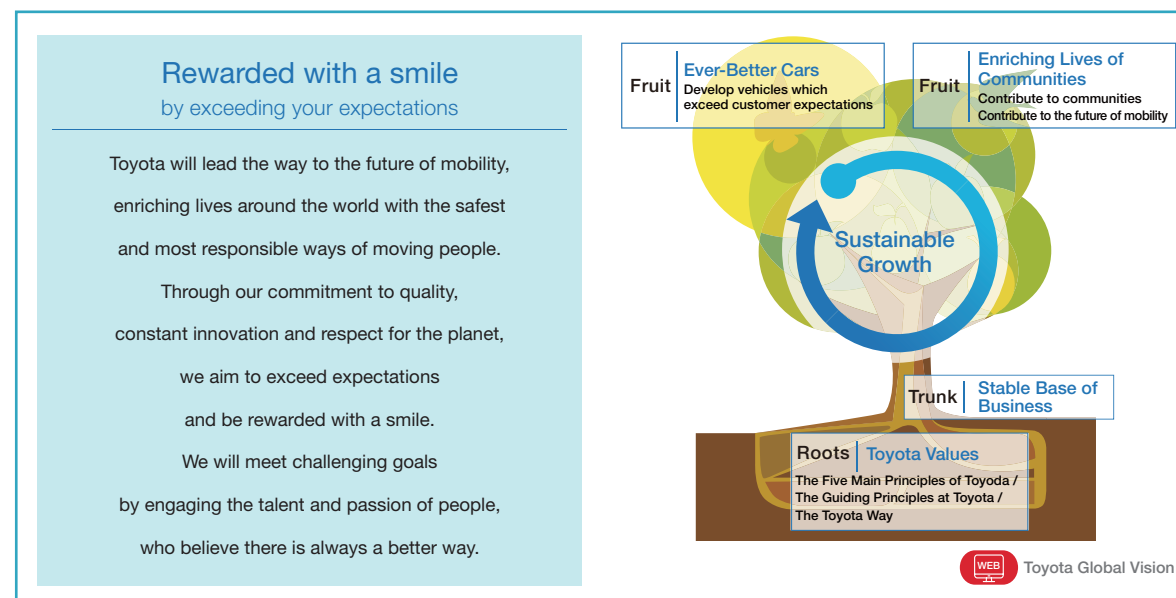 Rewarded with a smile
by exceeding your expectations
Toyota will lead the way to the future of mobility,
enriching lives around the world with the safest
and most responsible ways of moving people.
Through our commitment to quality,
constant innovation and respect for the planet,
we aim to exceed expectations
and be rewarded with a smile.
We will meet challenging goals
by engaging the talent and passion of people,
who believe there is always a better way.
Fruit
Ever-Better Cars
Develop vehicles which
exceed customer expectations
Fruit
Enriching Lives of
Communities
Contribute to communities
Contribute to the future of mobility
Sustainable
Growth
Trunk
Stable Base of
Business
Roots
Toyota Values
The Five Main Principles of Toyoda /
The Guiding Principles at Toyota /
The Toyota Way
WEB
Toyota Global Vision